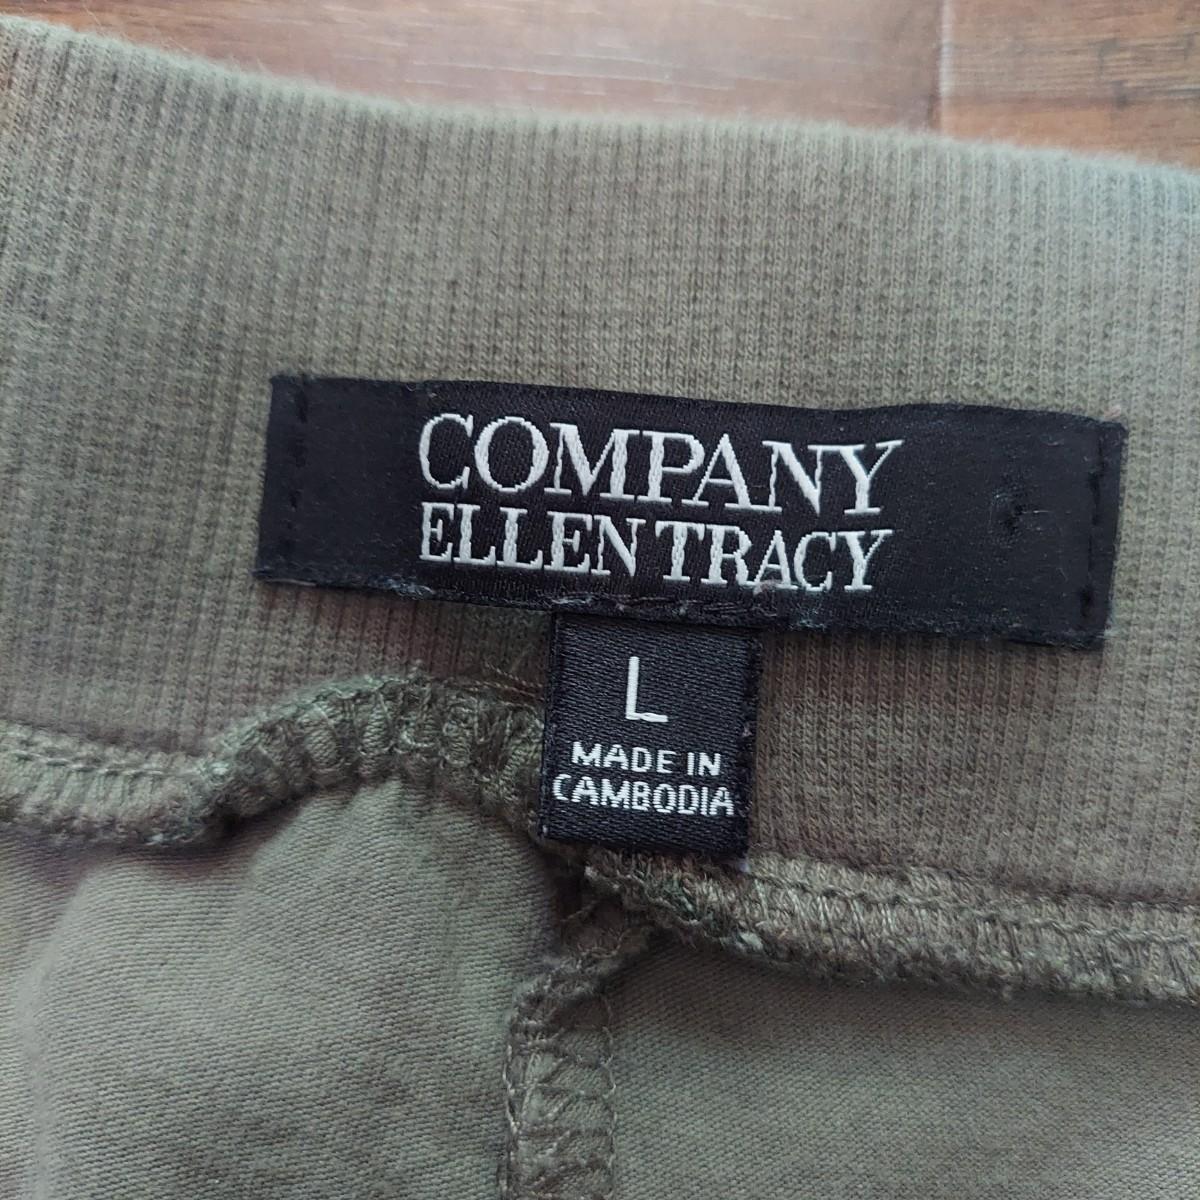 COMPANY
ELLEN TRACY
L
MADE IN
CAMBODIA